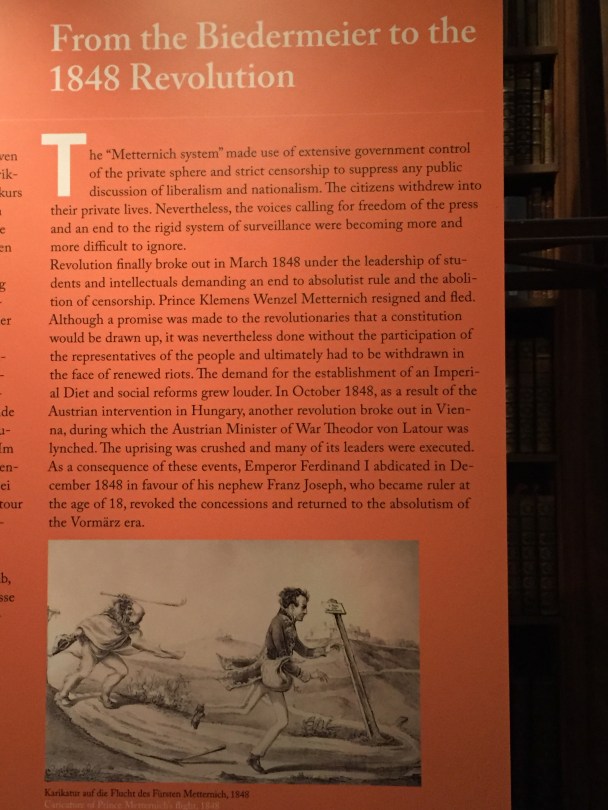 From the Biedermeier to the
1848 Revolution
The “Metternich system” made use of extensive government control
of the private sphere and strict censorship to suppress any public
discussion of liberalism and nationalism. The citizens withdrew into
their private lives. Nevertheless, the voices calling for freedom of the press
and an end to the rigid system of surveillance were becoming more and
more difficult to ignore.
Revolution finally broke out in March 1848 under the leadership of stu-
dents and intellectuals demanding an end to absolutist rule and the aboli-
tion of censorship. Prince Klemens Wenzel Metternich resigned and fled.
Although a promise was made to the revolutionaries that a constitution
would be drawn up, it was nevertheless done without the participation of
the representatives of the people and ultimately had to be withdrawn in
the face of renewed riots. The demand for the establishment of an Imperi-
al Diet and social reforms grew louder. In October 1848, as a result of the
Austrian intervention in Hungary, another revolution broke out in Vien-
na, during which the Austrian Minister of War Theodor von Latour was
lynched. The uprising was crushed and many of its leaders were executed.
As a consequence of these events, Emperor Ferdinand I abdicated in De-
cember 1848 in favour of his nephew Franz Joseph, who became ruler at
the age of 18, revoked the concessions and returned to the absolutism of
the Vormärz era.
Karikatur auf die Flucht des Fürsten Metternich, 1848
Caricature of Prince Metternich's flight, 1848